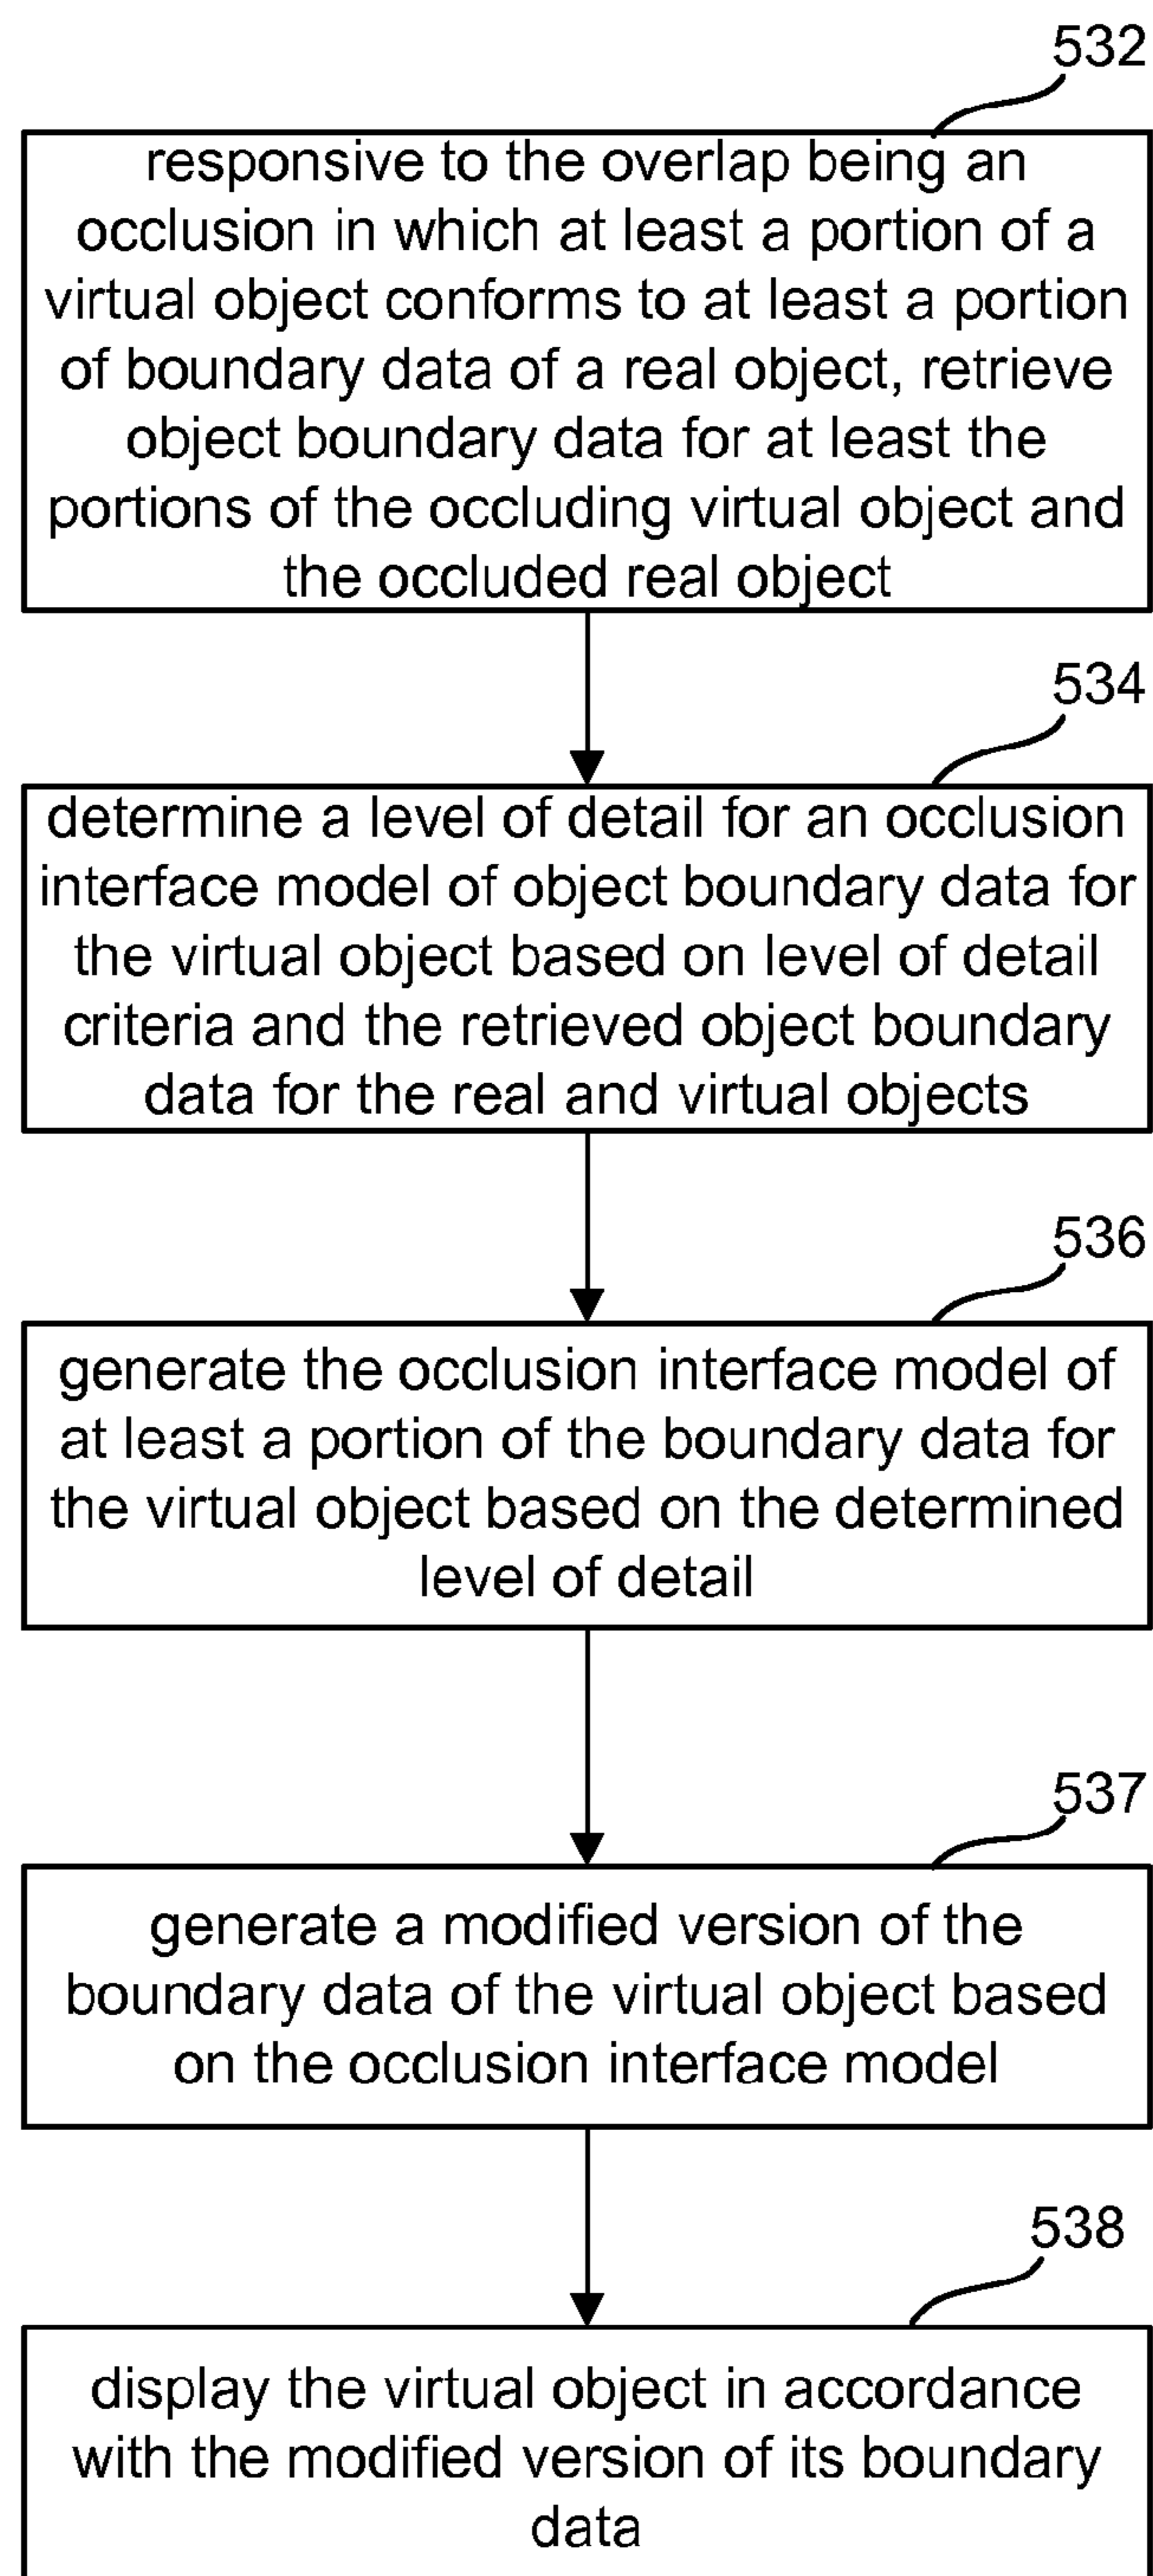 532
responsive to the overlap being an
occlusion in which at least a portion of a
virtual object conforms to at least a portion
of boundary data of a real object, retrieve
object boundary data for at least the
portions of the occluding virtual object and
the occluded real object
534
determine a level of detail for an occlusion
interface model of object boundary data for
the virtual object based on level of detail
criteria and the retrieved object boundary
data for the real and virtual objects
536
generate the occlusion interface model of
at least a portion of the boundary data for
the virtual object based on the determined
level of detail
537
generate a modified version of the
boundary data of the virtual object based
on the occlusion interface model
538
display the virtual object in accordance
with the modified version of its boundary
data